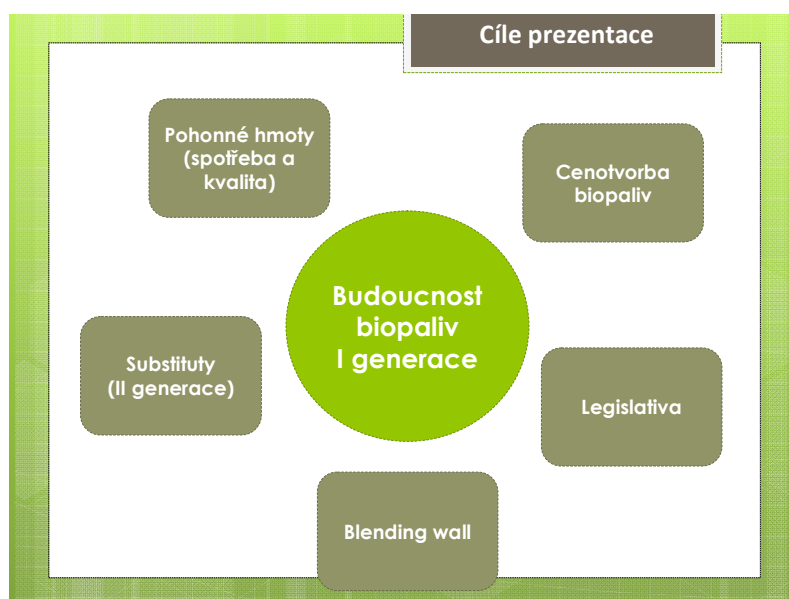 Cíle prezentace
Pohonné hmoty
(spotřeba a
kvalita)
Cenotvorba
biopaliv
Budoucnost
biopaliv
I generace
Substituty
(II generace)
Legislativa
Blending wall